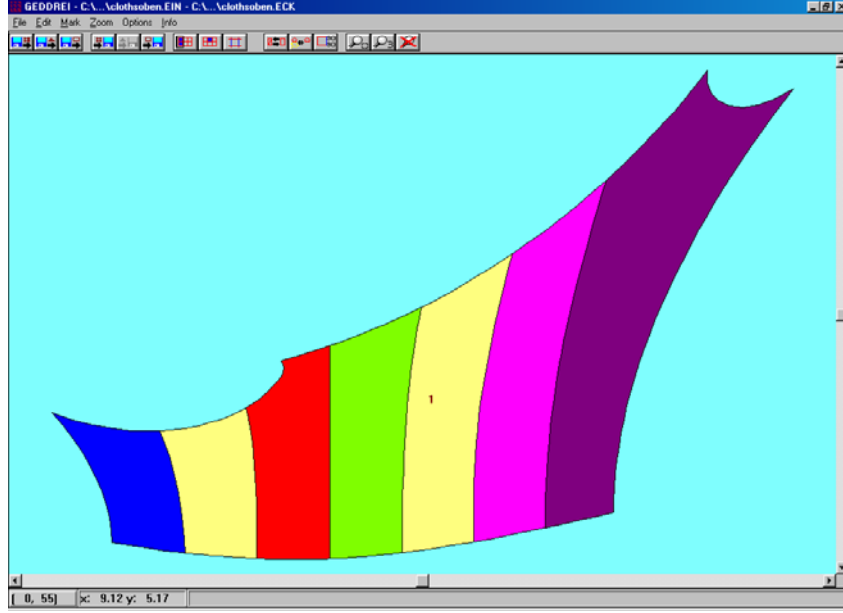 GEDDREI - C:\...\clothsoben.EIN - C:\...\clothsoben.ECK
File Edit Mark Zoom Options Info
1
[ 0, 55] x: 9.12 y: 5.17